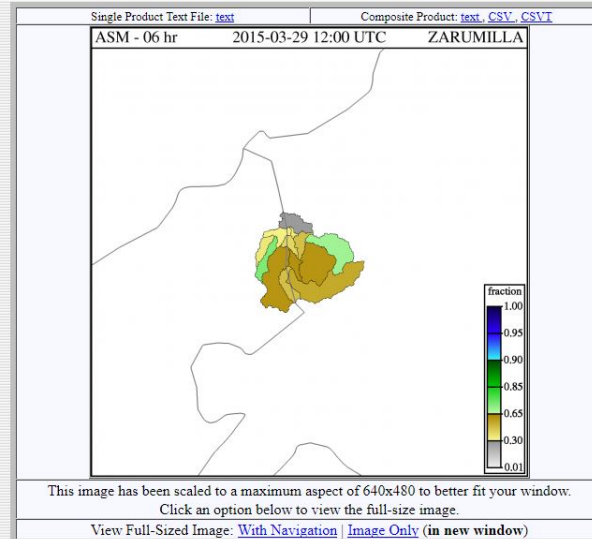 Single Product Text File: text
Composite Product: text , CSV , CSVT
ASM - 06 hr 2015-03-29 12:00 UTC ZARUMILLA
fraction
1.00
0.95
0.90
0.85
0.65
0.30
0.01
This image has been scaled to a maximum aspect of 640x480 to better fit your window.
Click an option below to view the full-size image.
View Full-Sized Image: With Navigation | Image Only (in new window)